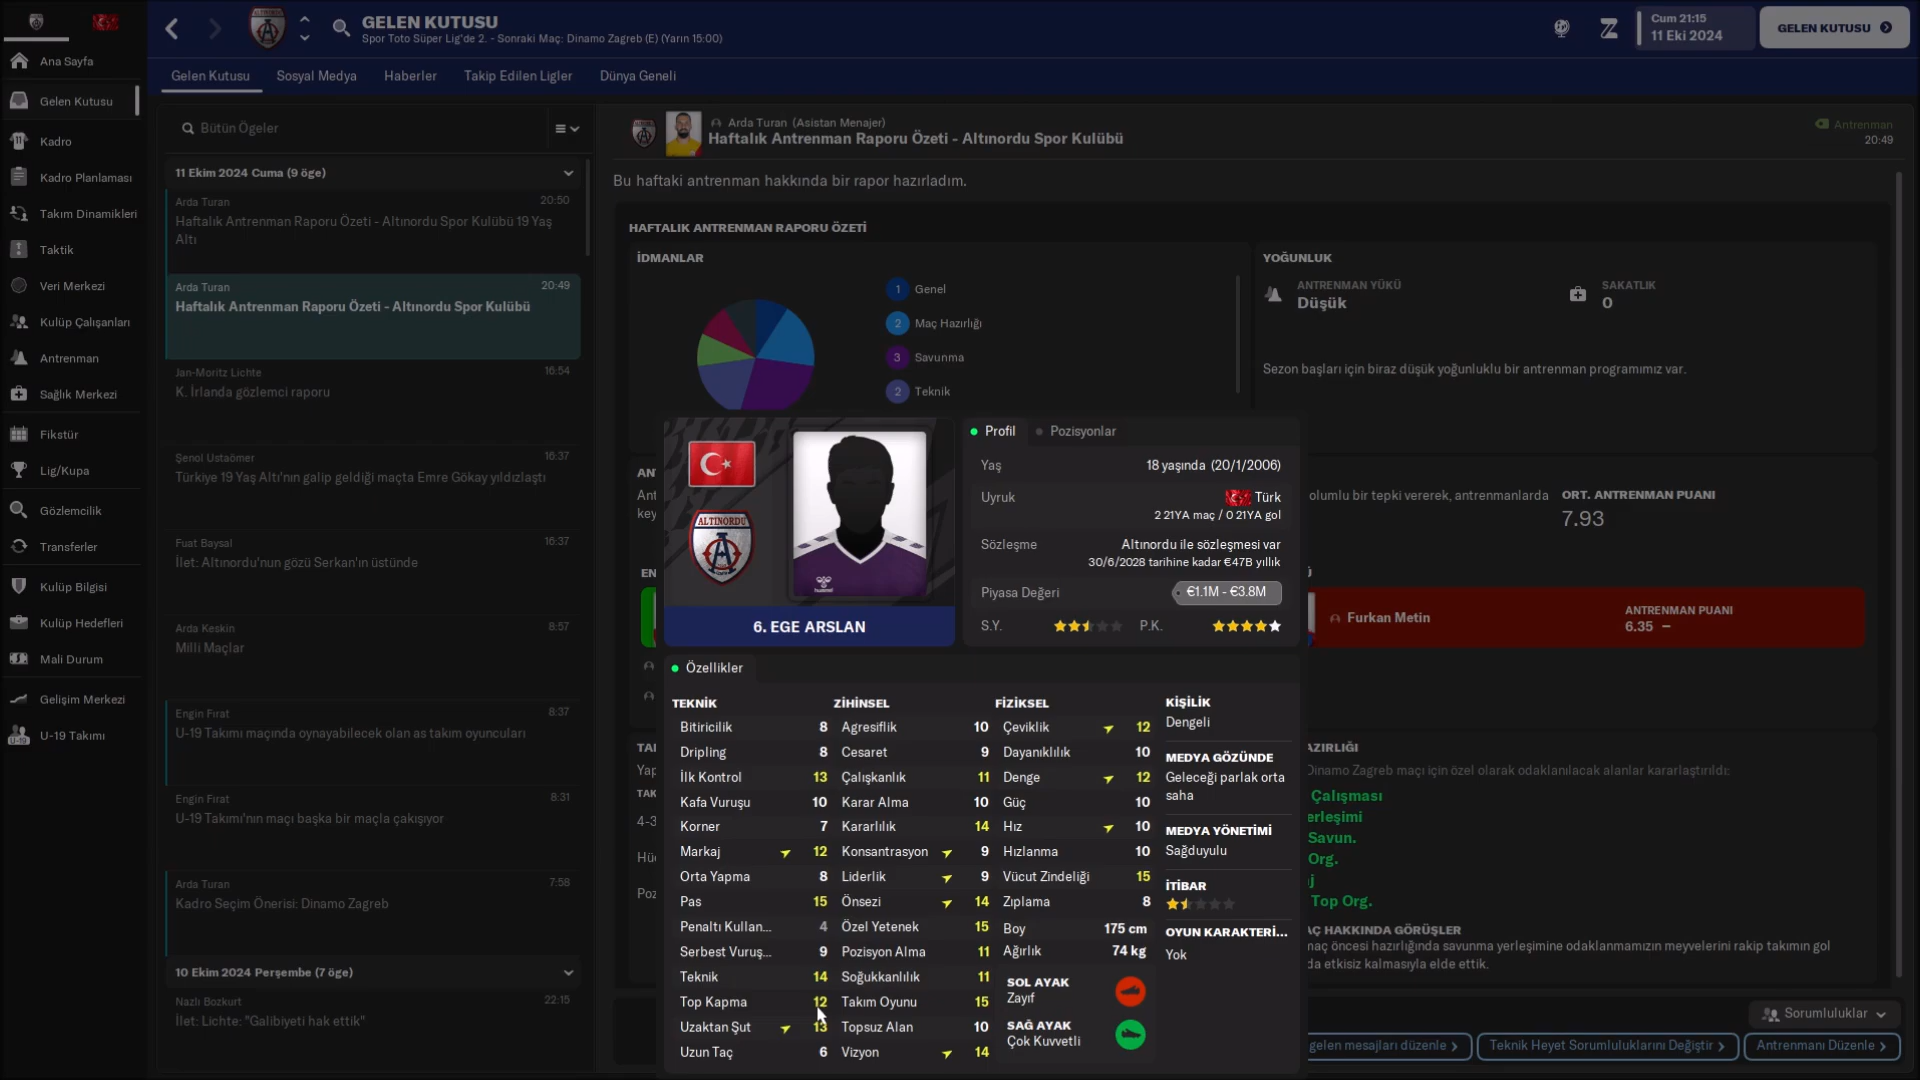 Ana Sayfa
Gelen Kutusu
Kadro
Kadro Planlaması
Takım Dinamikleri
Taktik
Veri Merkezi
Kulüp Çalışanları
Antrenman
Sağlık Merkezi
Fikstür
Lig/Kupa
Gözlemcilik
Transferler
Kulüp Bilgisi
Kulüp Hedefleri
Mali Durum
Gelişim Merkezi
U-19 Takımı
GELEN KUTUSU
Spor Toto Süper Lig'de 2. - Sonraki Maç: Dinamo Zagreb (E) (Yarın 15:00)
Cum 21:15
11 Eki 2024
GELEN KUTUSU
Gelen Kutusu
Sosyal Medya
Haberler
Takip Edilen Ligler
Dünya Geneli
Bütün Ögeler
11 Ekim 2024 Cuma (9 öge)
Arda Turan 20:50
Haftalık Antrenman Raporu Özeti - Altınordu Spor Kulübü 19 Yaş
Altı
Arda Turan 20:49
Haftalık Antrenman Raporu Özeti - Altınordu Spor Kulübü
Jan-Moritz Lichte 16:54
K. İrlanda gözlemci raporu
Şenol Ustaömer 16:37
Türkiye 19 Yaş Altı'nın galip geldiği maçta Emre Gökay yıldızlaştı
Fuat Baysal 16:37
İlet: Altınordu'nun gözü Serkan'ın üstünde
Arda Keskin 8:57
Milli Maçlar
Engin Fırat 8:37
U-19 Takımı maçında oynayabilecek olan as takım oyuncuları
Engin Fırat 8:31
U-19 Takımı'nın maçı başka bir maçla çakışıyor
Arda Turan 7:58
Kadro Seçim Önerisi: Dinamo Zagreb
10 Ekim 2024 Perşembe (7 öge)
Nazlı Bozkurt 22:15
İlet: Lichte: "Galibiyeti hak ettik"
Arda Turan (Asistan Menajer)
Haftalık Antrenman Raporu Özeti - Altınordu Spor Kulübü
Antrenman
20:49
Bu haftaki antrenman hakkında bir rapor hazırladım.
HAFTALIK ANTRENMAN RAPORU ÖZETİ
İDMANLAR
1 Genel
2 Maç Hazırlığı
3 Savunma
2 Teknik
YOĞUNLUK
ANTRENMAN YÜKÜ
Düşük
SAKATLIK
0
Sezon başları için biraz düşük yoğunluklu bir antrenman programımız var.
olumlu bir tepki vererek, antrenmanlarda
ORT. ANTRENMAN PUANI
7.93
Furkan Metin
ANTRENMAN PUANI
6.35 –
AZIRLIĞI
Dinamo Zagreb maçı için özel olarak odaklanılacak alanlar kararlaştırıldı:
Çalışması
erleşimi
Savun.
Org.
Top Org.
AÇ HAKKINDA GÖRÜŞLER
maç öncesi hazırlığında savunma yerleşimine odaklanmamızın meyvelerini rakip takımın gol
da etkisiz kalmasıyla elde ettik.
Sorumluluklar
gelen mesajları düzenle
Teknik Heyet Sorumluluklarını Değiştir
Antrenmanı Düzenle
AN
Ant
key
EN
TAI
Yap
TAK
4-3
Hüc
Poz
ALTINORDU
hummel
6. EGE ARSLAN
Profil
Pozisyonlar
Yaş 18 yaşında (20/1/2006)
Uyruk Türk
2 21YA maç / 0 21YA gol
Sözleşme Altınordu ile sözleşmesi var
30/6/2028 tarihine kadar €47B yıllık
Piyasa Değeri €1.1M - €3.8M
S.Y. P.K.
Özellikler
TEKNİK
Bitiricilik 8
Dripling 8
İlk Kontrol 13
Kafa Vuruşu 10
Korner 7
Markaj 12
Orta Yapma 8
Pas 15
Penaltı Kullan... 4
Serbest Vuruş... 9
Teknik 14
Top Kapma 12
Uzaktan Şut 13
Uzun Taç 6
ZİHİNSEL
Agresiflik 10
Cesaret 9
Çalışkanlık 11
Karar Alma 10
Kararlılık 14
Konsantrasyon 9
Liderlik 9
Önsezi 14
Özel Yetenek 15
Pozisyon Alma 11
Soğukkanlılık 11
Takım Oyunu 15
Topsuz Alan 10
Vizyon 14
FİZİKSEL
Çeviklik 12
Dayanıklılık 10
Denge 12
Güç 10
Hız 10
Hızlanma 10
Vücut Zindeliği 15
Zıplama 8
Boy 175 cm
Ağırlık 74 kg
SOL AYAK
Zayıf
SAĞ AYAK
Çok Kuvvetli
KİŞİLİK
Dengeli
MEDYA GÖZÜNDE
Geleceği parlak orta
saha
MEDYA YÖNETİMİ
Sağduyulu
İTİBAR
OYUN KARAKTERİ...
Yok